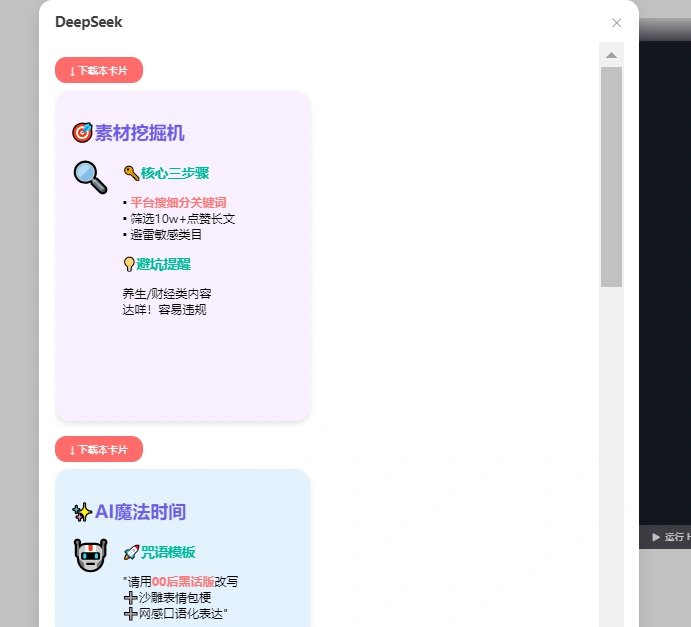 DeepSeek
↓下载本卡片
🎯素材挖掘机
🔑核心三步骤
▪ 平台搜细分关键词
▪ 筛选10w+点赞长文
▪ 避雷敏感类目
💡避坑提醒
养生/财经类内容
达咩！容易违规
↓下载本卡片
✨AI魔法时间
🚀咒语模板
"请用00后黑话版改写
➕沙雕表情包梗
➕网感口语化表达"
▶ 运行 H